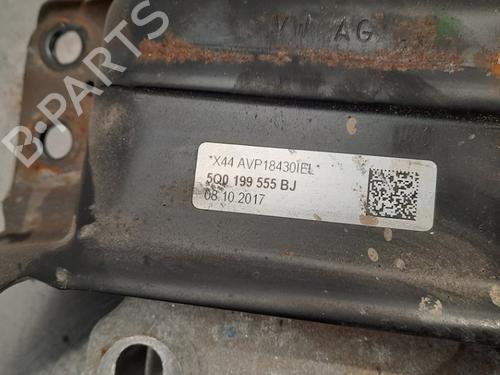 VW AG
B-PARTS
*X44 AVP18430IEL*
5Q0 199 555 BJ
08.10.2017